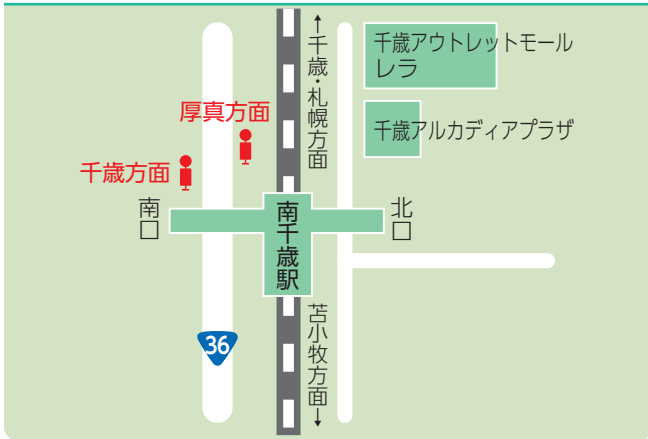 ↑千歳・札幌方面
千歳アウトレットモール
レラ
千歳アルカディアプラザ
厚真方面
千歳方面
南口
南千歳駅
北口
36
苫小牧方面↓